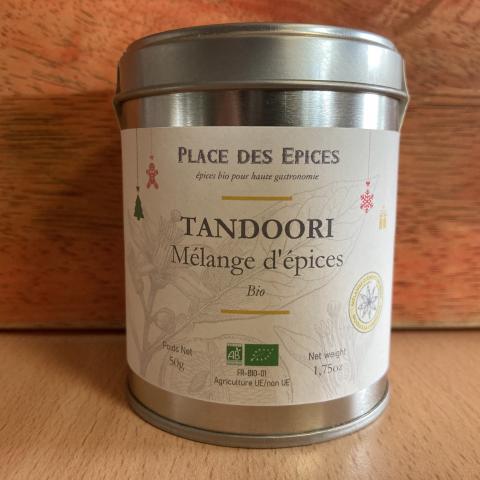 PLACE DES EPICES
épices bio pour haute gastronomie
TANDOORI
Mélange d'épices
Bio
Poids Net
50g
AB
FR-BIO-01
Agriculture UE/non UE
Net weight
1,75oz